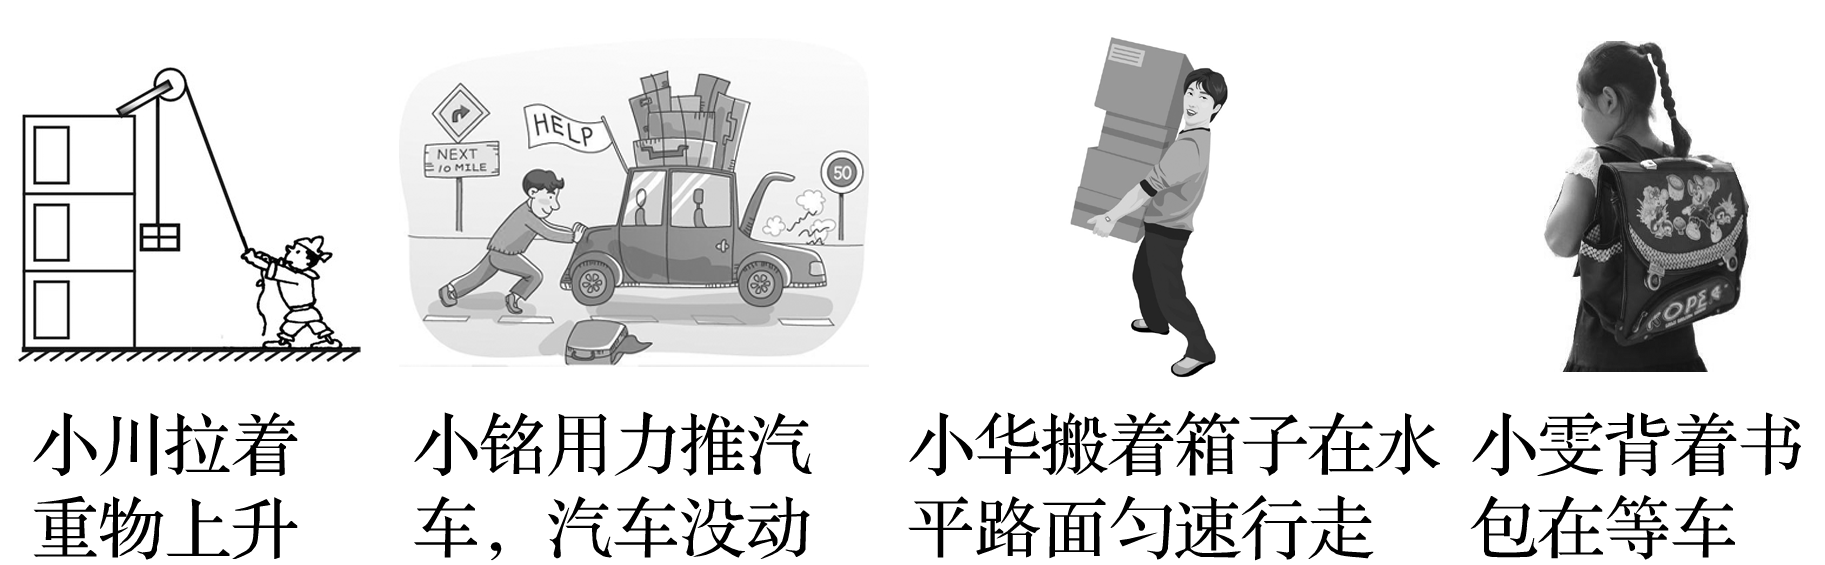 HELP
NEXT
10 MILE
50
小川拉着
重物上升
小铭用力推汽
车，汽车没动
小华搬着箱子在水
平路面匀速行走
小雯背着书
包在等车